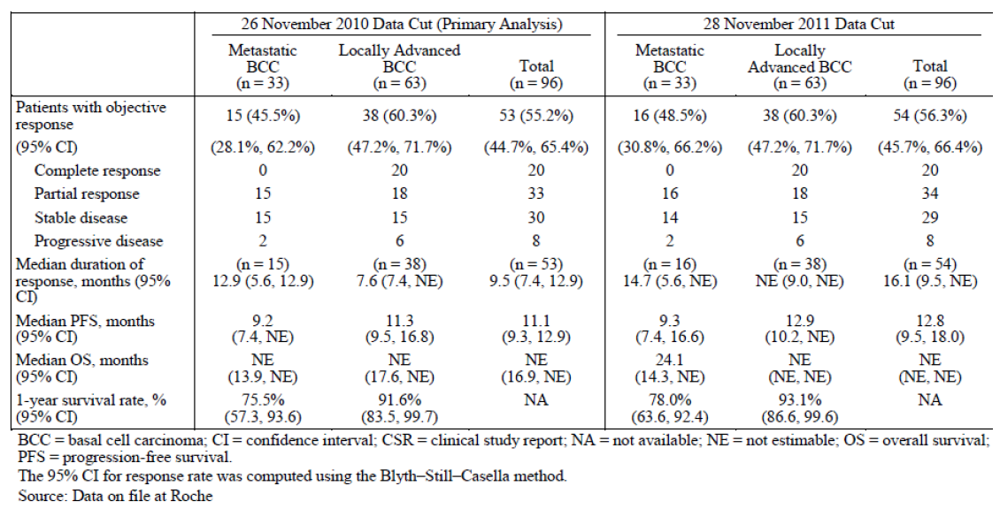 26 November 2010 Data Cut (Primary Analysis) 28 November 2011 Data Cut
Metastatic BCC (n = 33) Locally Advanced BCC (n = 63) Total (n = 96) Metastatic BCC (n = 33) Locally Advanced BCC (n = 63) Total (n = 96)
Patients with objective response 15 (45.5%) 38 (60.3%) 53 (55.2%) 16 (48.5%) 38 (60.3%) 54 (56.3%)
(95% CI) (28.1%, 62.2%) (47.2%, 71.7%) (44.7%, 65.4%) (30.8%, 66.2%) (47.2%, 71.7%) (45.7%, 66.4%)
Complete response 0 20 20 0 20 20
Partial response 15 18 33 16 18 34
Stable disease 15 15 30 14 15 29
Progressive disease 2 6 8 2 6 8
Median duration of (n = 15) (n = 38) (n = 53) (n = 16) (n = 38) (n = 54)
response, months (95% CI) 12.9 (5.6, 12.9) 7.6 (7.4, NE) 9.5 (7.4, 12.9) 14.7 (5.6, NE) NE (9.0, NE) 16.1 (9.5, NE)
Median PFS, months 9.2 11.3 11.1 9.3 12.9 12.8
(95% CI) (7.4, NE) (9.5, 16.8) (9.3, 12.9) (7.4, 16.6) (10.2, NE) (9.5, 18.0)
Median OS, months NE NE NE 24.1 NE NE
(95% CI) (13.9, NE) (17.6, NE) (16.9, NE) (14.3, NE) (NE, NE) (NE, NE)
1-year survival rate, % 75.5% 91.6% NA 78.0% 93.1% NA
(95% CI) (57.3, 93.6) (83.5, 99.7) (63.6, 92.4) (86.6, 99.6)
BCC = basal cell carcinoma; CI = confidence interval; CSR = clinical study report; NA = not available; NE = not estimable; OS = overall survival;
PFS = progression-free survival.
The 95% CI for response rate was computed using the Blyth–Still–Casella method.
Source: Data on file at Roche